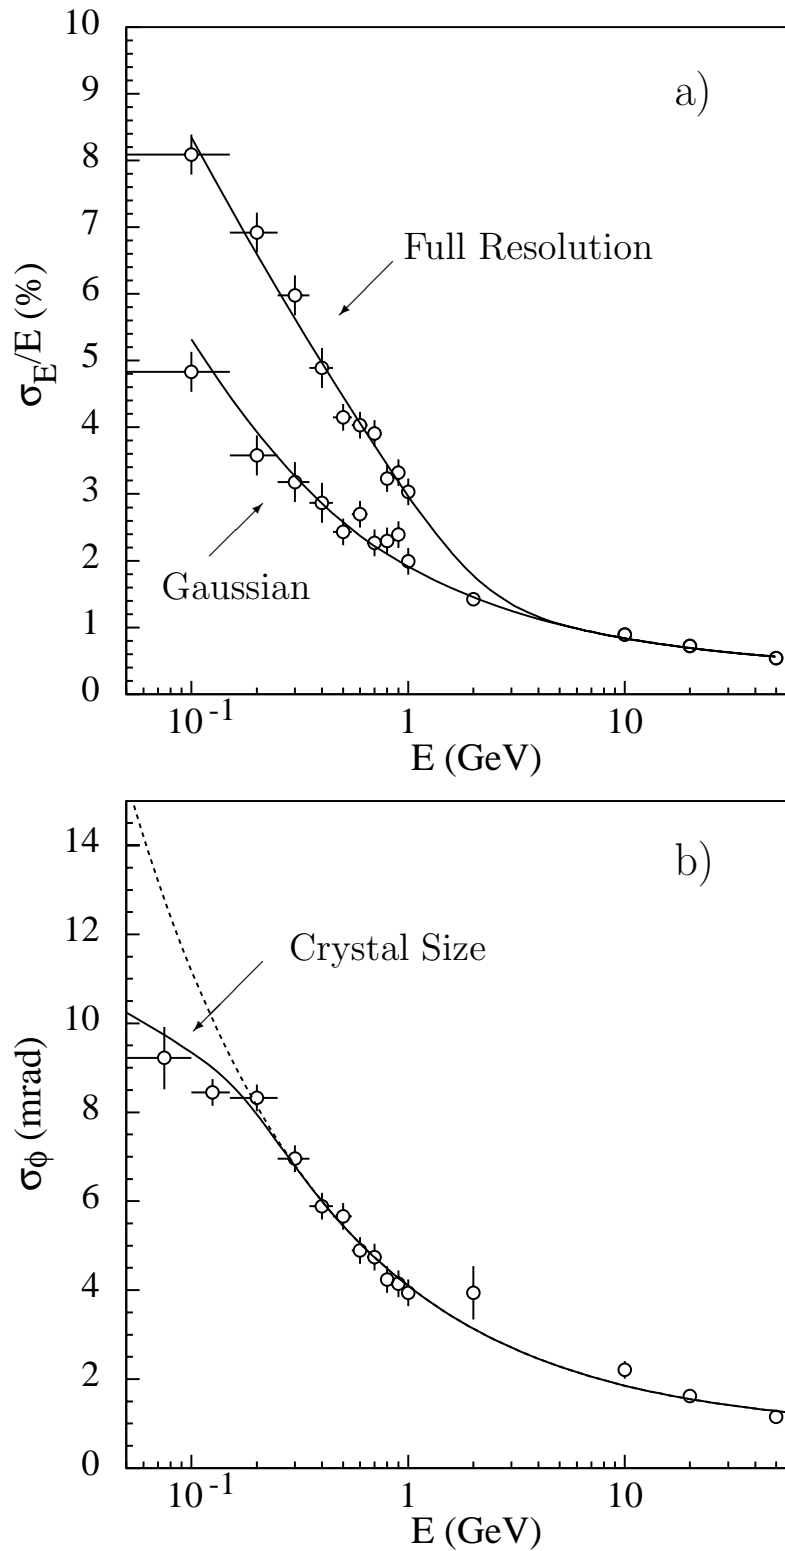 10
9
8
7
6
5
4
3
2
1
0
a)
Full Resolution
Gaussian
σE/E (%)
10-1 1 10
E (GeV)
14
12
10
8
6
4
2
0
b)
Crystal Size
σϕ (mrad)
10-1 1 10
E (GeV)